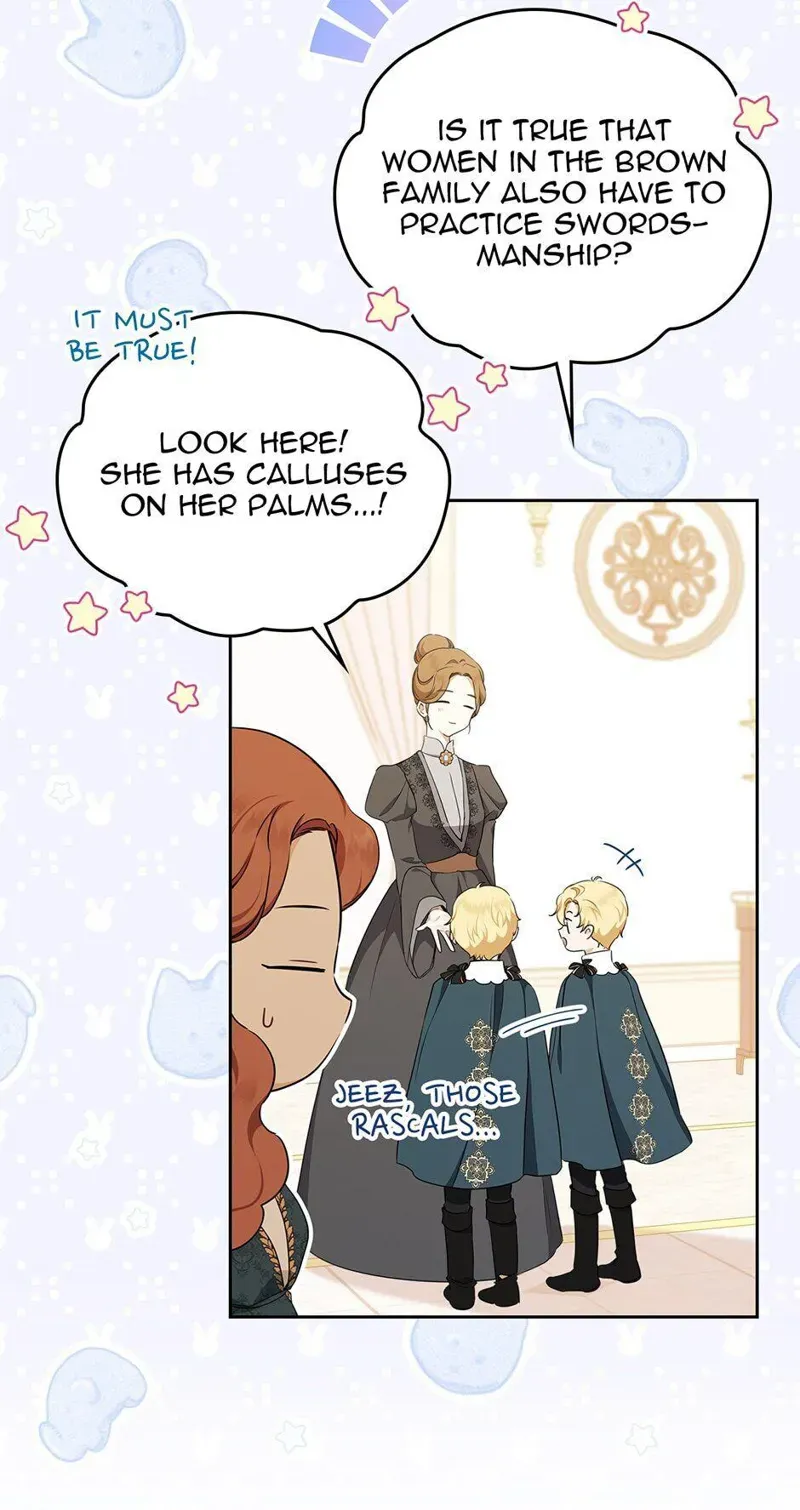 IS IT TRUE THAT
WOMEN IN THE BROWN
FAMILY ALSO HAVE TO
PRACTICE SWORDS-
MANSHIP?
IT MUST
BE TRUE!
LOOK HERE!
SHE HAS CALLUSES
ON HER PALMS...!
JEEZ, THOSE
RASCALS...